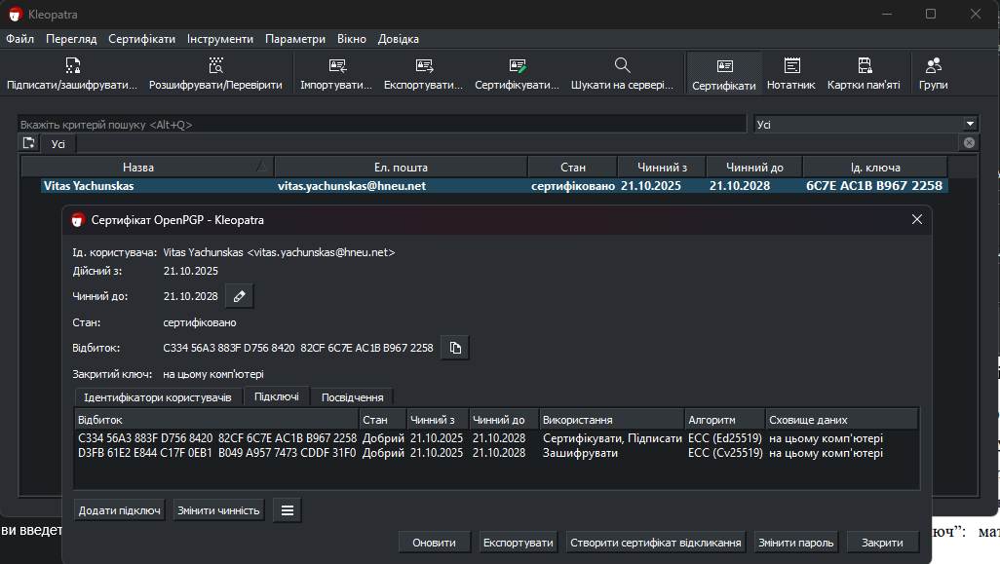 Kleopatra
Файл Перегляд Сертифікати Інструменти Параметри Вікно Довідка
Підписати/зашифрувати... Розшифрувати/Перевірити Імпортувати... Експортувати... Сертифікувати... Шукати на сервері... Сертифікати Нотатник Картки пам'яті Групи
Вкажіть критерій пошуку <Alt+Q> Усі
Усі
Назва Ел. пошта Стан Чинний з Чинний до Ід. ключа
Vitas Yachunskas vitas.yachunskas@hneu.net сертифіковано 21.10.2025 21.10.2028 6C7E AC1B B967 2258
Сертифікат OpenPGP - Kleopatra
Ід. користувача: Vitas Yachunskas <vitas.yachunskas@hneu.net>
Дійсний з: 21.10.2025
Чинний до: 21.10.2028
Стан: сертифіковано
Відбиток: C334 56A3 883F D756 8420 82CF 6C7E AC1B B967 2258
Закритий ключ: на цьому комп'ютері
Ідентифікатори користувачів Підключі Посвідчення
Відбиток Стан Чинний з Чинний до Використання Алгоритм Сховище даних
C334 56A3 883F D756 8420 82CF 6C7E AC1B B967 2258 Добрий 21.10.2025 21.10.2028 Сертифікувати, Підписати ECC (Ed25519) на цьому комп'ютері
D3FB 61E2 E844 C17F 0EB1 B049 A957 7473 CDDF 31F0 Добрий 21.10.2025 21.10.2028 Зашифрувати ECC (Cv25519) на цьому комп'ютері
Додати підключ Змінити чинність
ви введет юч”: мат
Оновити Експортувати Створити сертифікат відкликання Змінити пароль Закрити